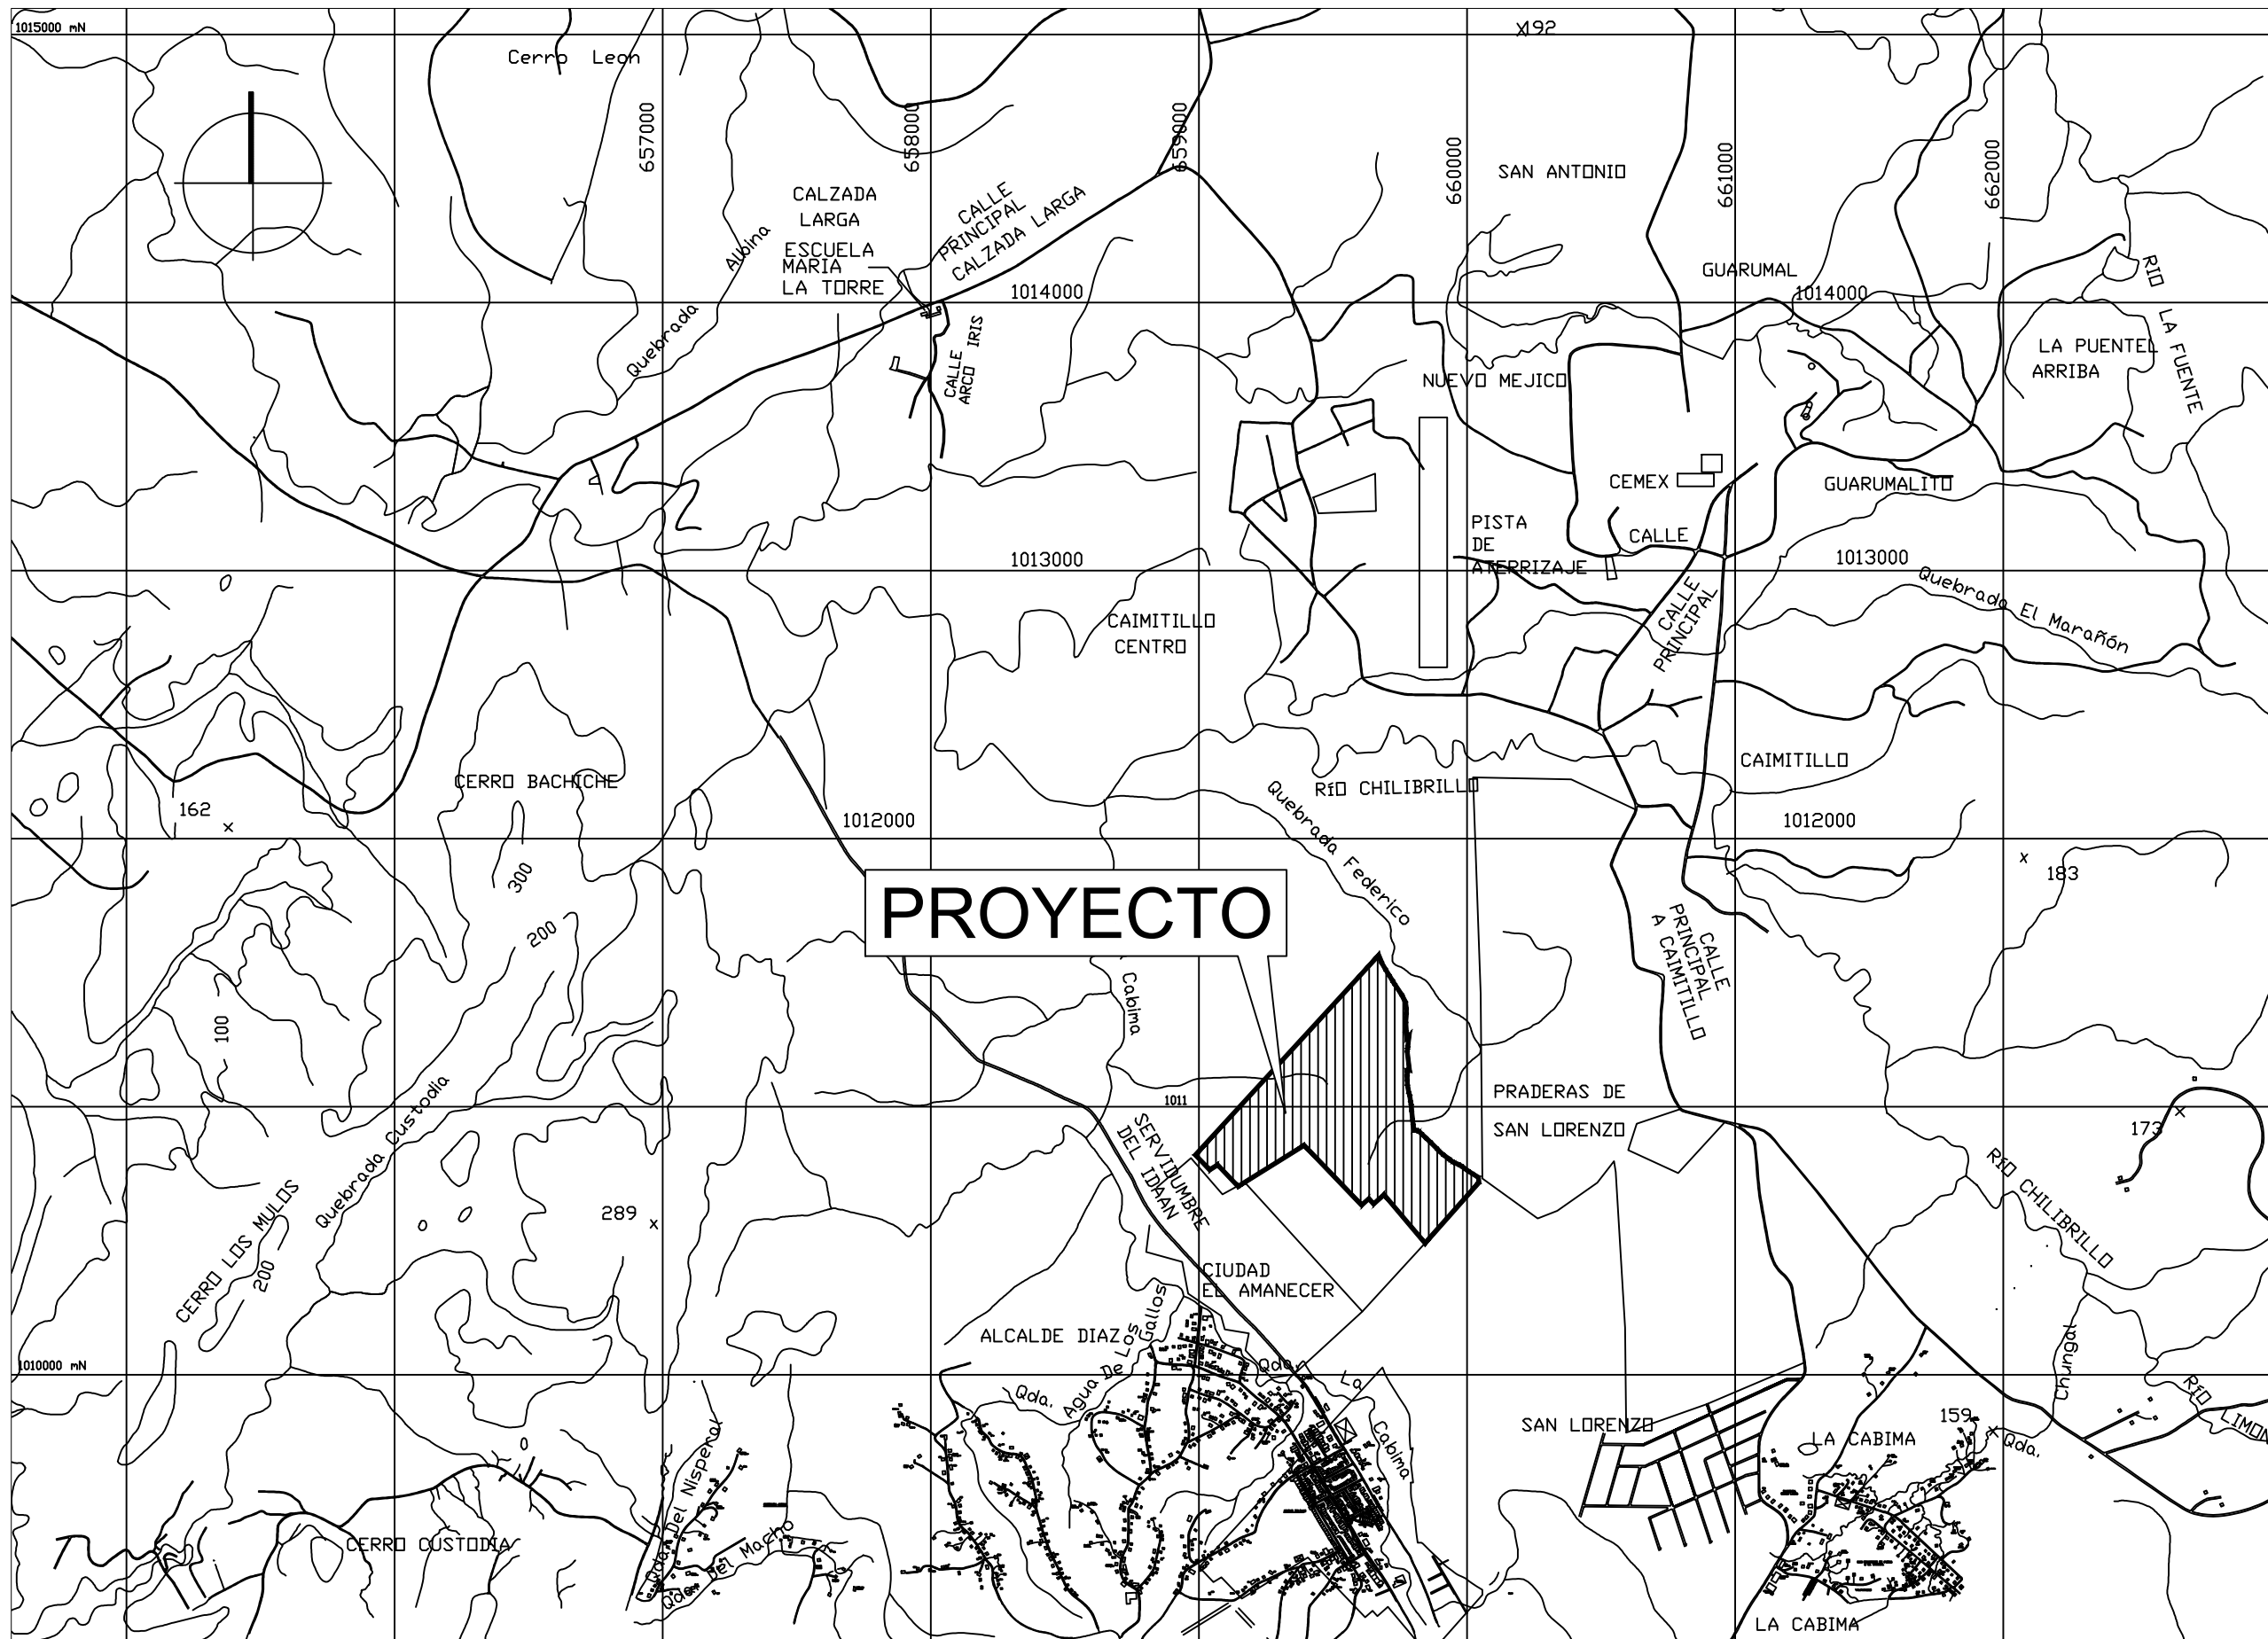 1015000 mN
Cerro Leon
X192
657000
658000
659000
660000
661000
662000
SAN ANTONIO
CALZADA
LARGA
CALLE
PRINCIPAL
CALZADA LARGA
ESCUELA
MARIA
LA TORRE
Quebrada Albina
GUARUMAL
1014000
1014000
RIO LA FUENTE
CALLE
ARCO IRIS
LA PUENTEL
ARRIBA
NUEVO MEJICO
CEMEX
GUARUMALITO
PISTA
DE
ATERRIZAJE
CALLE
1013000
1013000
CALLE
PRINCIPAL
Quebrada El Marañón
CAIMITILLO
CENTRO
CAIMITILLO
CERRO BACHICHE
RíO CHILIBRILLO
162
x
1012000
1012000
Quebrada Federico
300
x
183
PROYECTO
200
CALLE
PRINCIPAL
A CAIMITILLO
Cabima
100
PRADERAS DE
SAN LORENZO
1011
173
x
SERVIDUMBRE
DEL IDAAN
Quebrada Custodia
RíO CHILIBRILLO
CERRO LOS MULOS
200
289
x
CIUDAD
EL AMANECER
ALCALDE DIAZ
Qda. Agua De Los Gallos
1010000 mN
Qda. La Cabima
Chungal
Qda.
RíO LIMON
SAN LORENZO
159
x
LA CABIMA
Qda. Del Nisperal
CERRO CUSTODIA
Qda. Del Macho
LA CABIMA